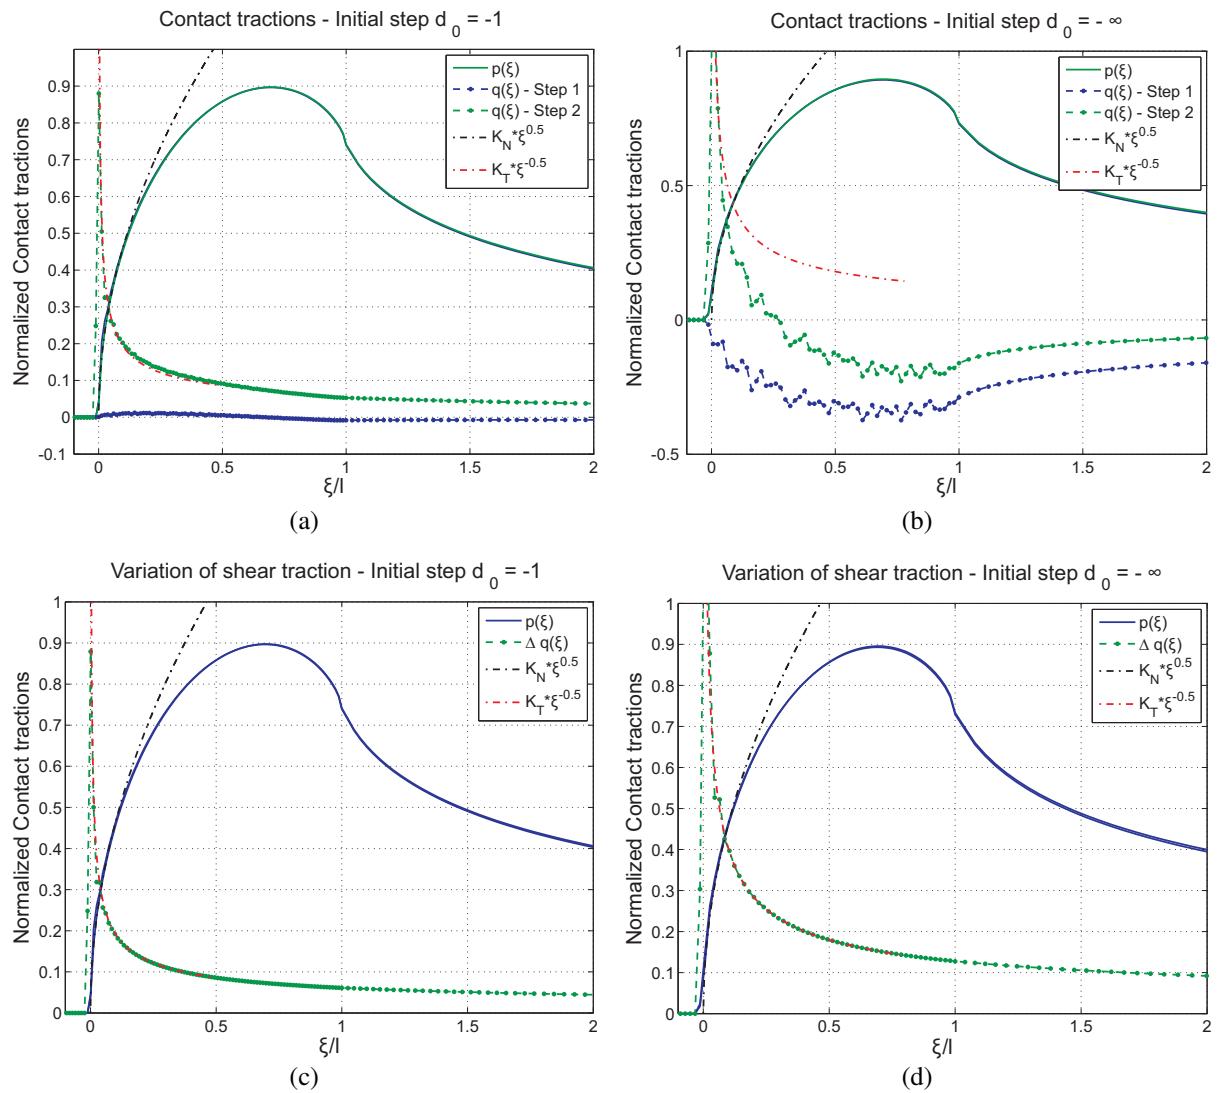 Contact tractions - Initial step d 0 = -1
Normalized Contact tractions
0.9
0.8
0.7
0.6
0.5
0.4
0.3
0.2
0.1
0
-0.1
0
0.5
1
1.5
2
ξ/l
p(ξ)
q(ξ) - Step 1
q(ξ) - Step 2
K_N*ξ^0.5
K_T*ξ^-0.5
(a)
Contact tractions - Initial step d 0 = - ∞
Normalized Contact tractions
1
0.5
0
-0.5
0
0.5
1
1.5
2
ξ/l
p(ξ)
q(ξ) - Step 1
q(ξ) - Step 2
K_N*ξ^0.5
K_T*ξ^-0.5
(b)
Variation of shear traction - Initial step d 0 = -1
Normalized Contact tractions
1
0.9
0.8
0.7
0.6
0.5
0.4
0.3
0.2
0.1
0
0
0.5
1
1.5
2
ξ/l
p(ξ)
Δ q(ξ)
K_N*ξ^0.5
K_T*ξ^-0.5
(c)
Variation of shear traction - Initial step d 0 = - ∞
Normalized Contact tractions
1
0.9
0.8
0.7
0.6
0.5
0.4
0.3
0.2
0.1
0
0
0.5
1
1.5
2
ξ/l
p(ξ)
Δ q(ξ)
K_N*ξ^0.5
K_T*ξ^-0.5
(d)